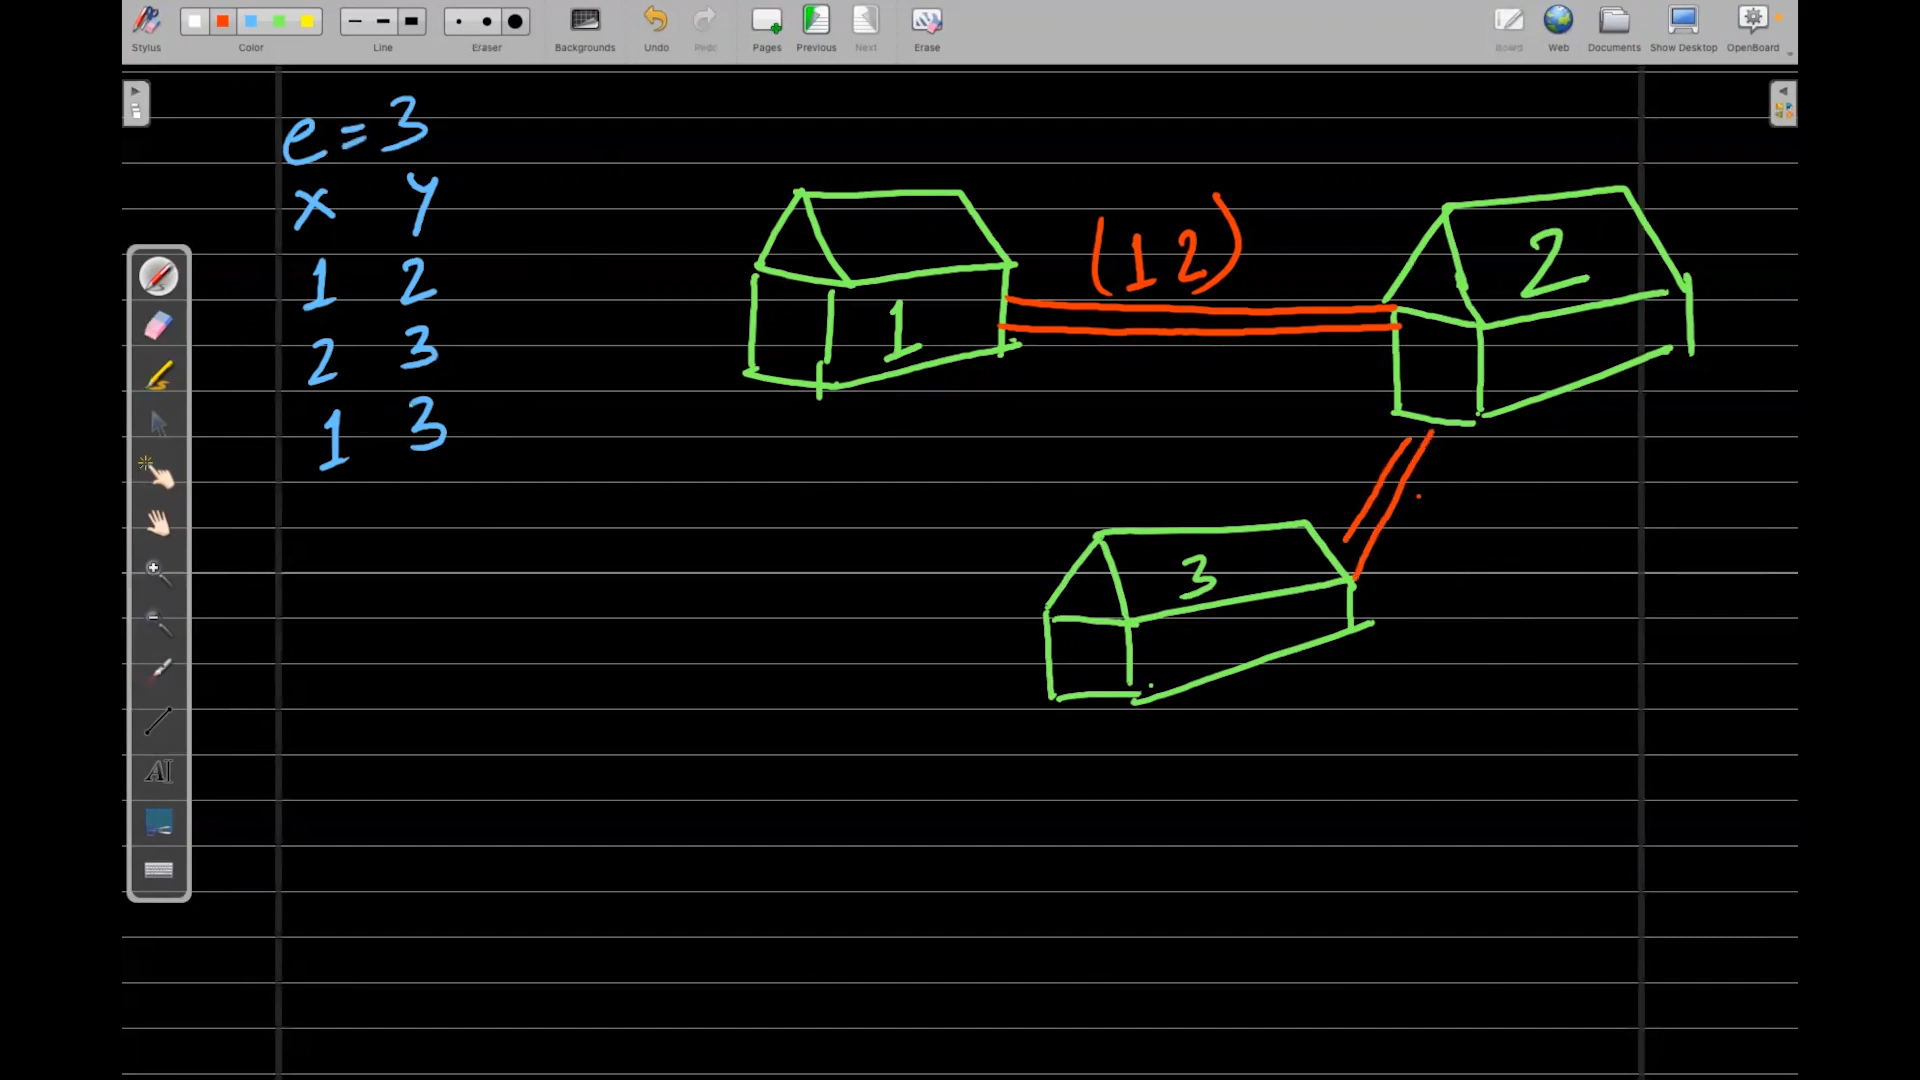 Stylus Color Line Eraser Backgrounds Undo Redo Pages Previous Next Erase Board Web Documents Show Desktop OpenBoard
e = 3
x y
1 2
2 3
1 3
(1 2)
1
2
3
AI